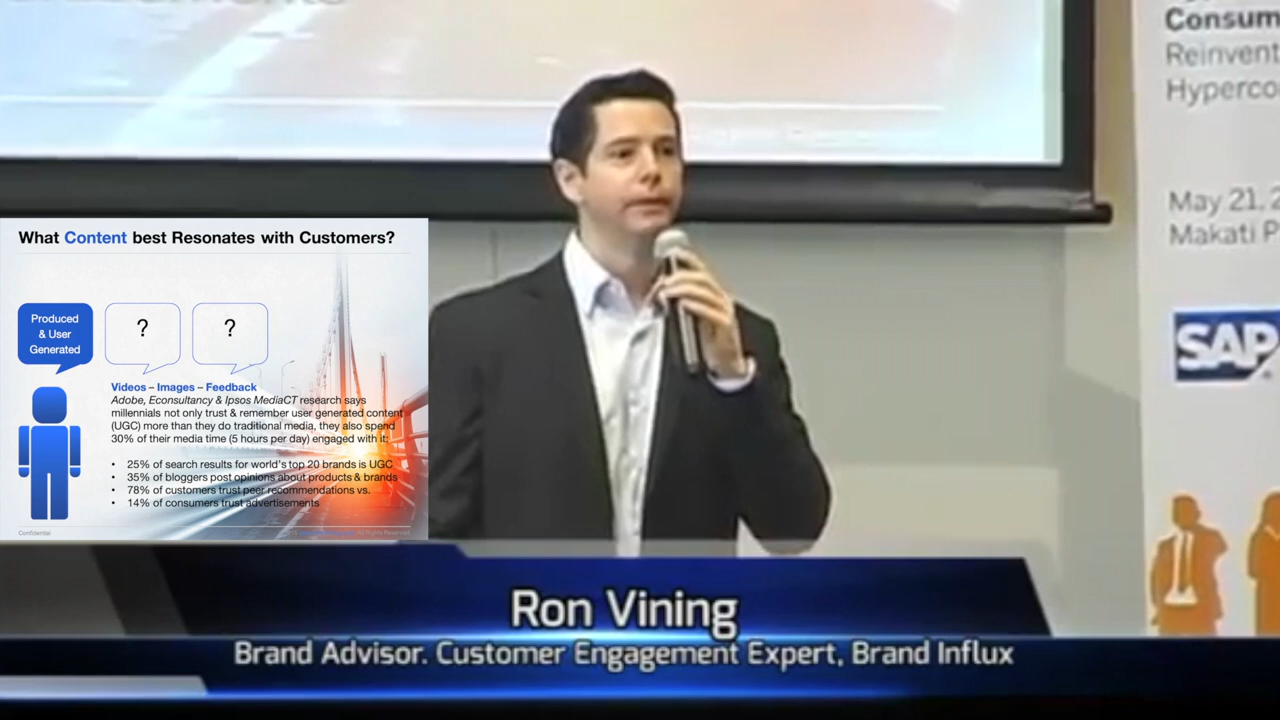 Consum
Reinvent
Hyperco
May 21, 2
Makati P
SAP
What Content best Resonates with Customers?
Produced
& User
Generated
?
?
Videos – Images – Feedback
Adobe, Econsultancy & Ipsos MediaCT research says
millennials not only trust & remember user generated content
(UGC) more than they do traditional media, they also spend
30% of their media time (5 hours per day) engaged with it:
• 25% of search results for world's top 20 brands is UGC
• 35% of bloggers post opinions about products & brands
• 78% of customers trust peer recommendations vs.
• 14% of consumers trust advertisements
Confidential
All Rights Reserved
Ron Vining
Brand Advisor. Customer Engagement Expert, Brand Influx